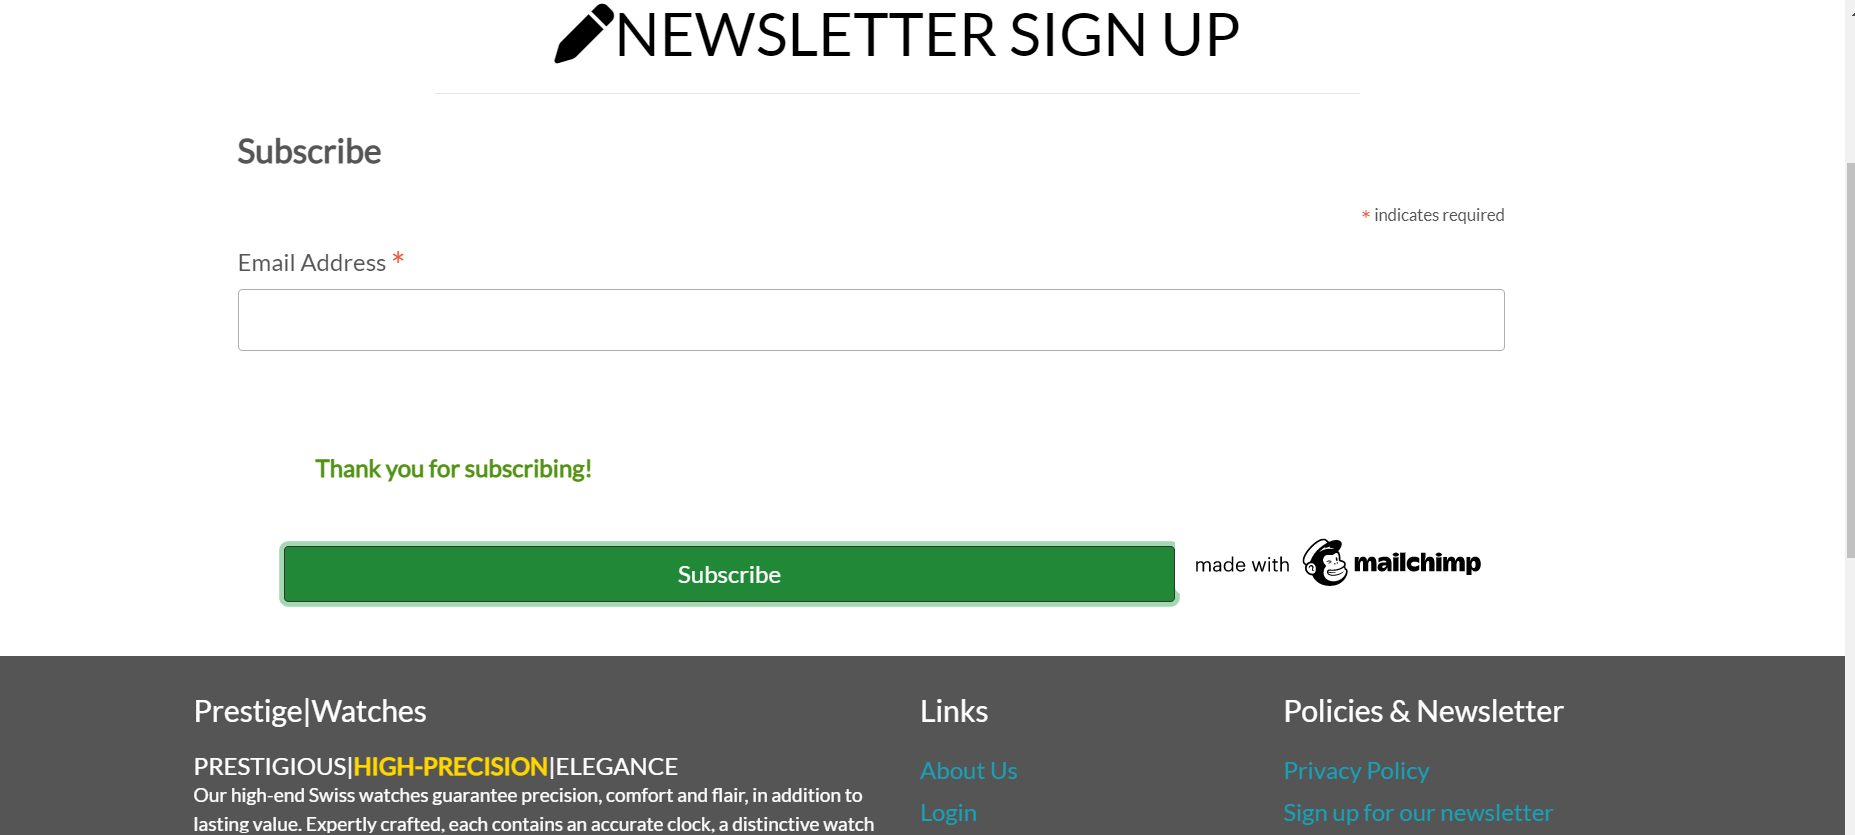 NEWSLETTER SIGN UP
Subscribe
* indicates required
Email Address *
Thank you for subscribing!
Subscribe
made with mailchimp
Prestige|Watches
PRESTIGIOUS|HIGH-PRECISION|ELEGANCE
Our high-end Swiss watches guarantee precision, comfort and flair, in addition to
lasting value. Expertly crafted, each contains an accurate clock, a distinctive watch
Links
About Us
Login
Policies & Newsletter
Privacy Policy
Sign up for our newsletter